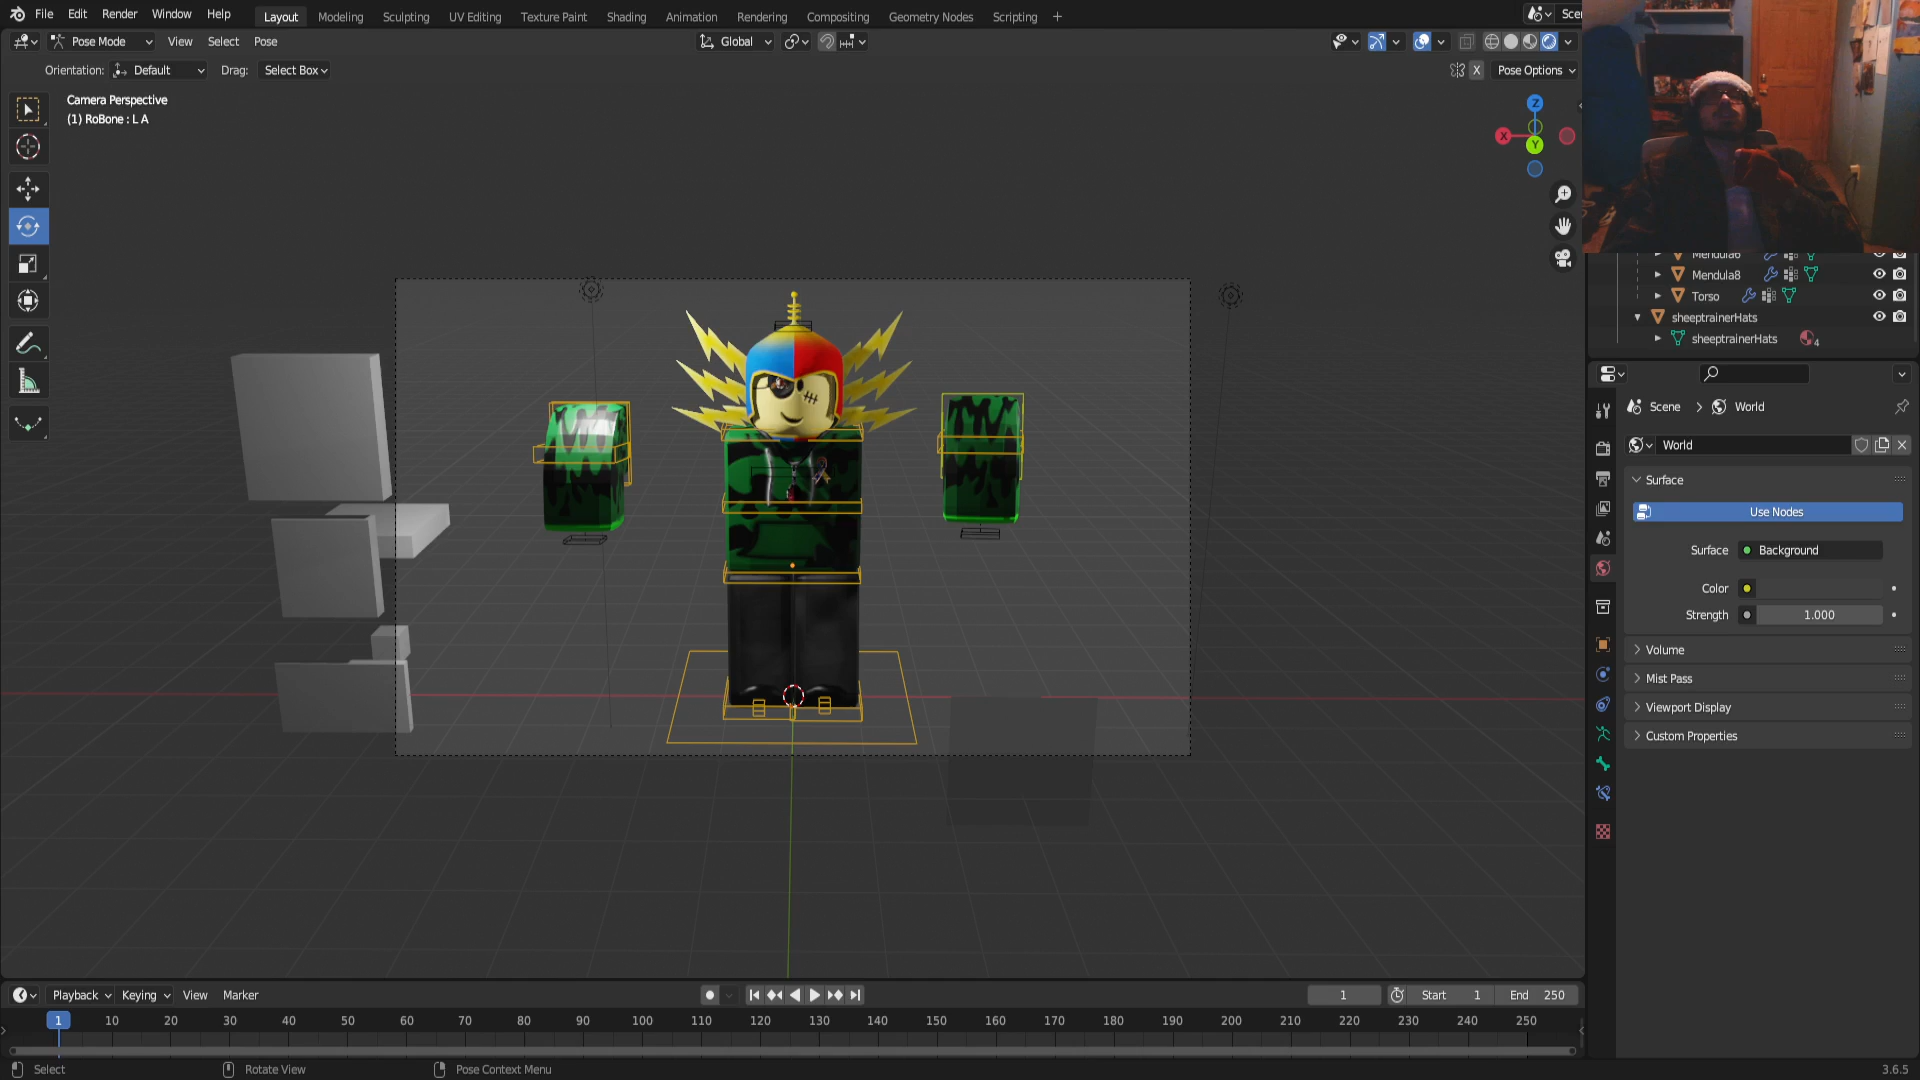 File Edit Render Window Help Layout Modeling Sculpting UV Editing Texture Paint Shading Animation Rendering Compositing Geometry Nodes Scripting + Scen
Pose Mode View Select Pose Global
Orientation: Default Drag: Select Box X Pose Options
Camera Perspective
(1) RoBone : L A
Z
X
Y
Mendula6
Mendula8
Torso
sheeptrainerHats
sheeptrainerHats 4
Scene > World
World
Surface
Use Nodes
Surface Background
Color
Strength 1.000
Volume
Mist Pass
Viewport Display
Custom Properties
Playback Keying View Marker 1 Start 1 End 250
1 10 20 30 40 50 60 70 80 90 100 110 120 130 140 150 160 170 180 190 200 210 220 230 240 250
Select Rotate View Pose Context Menu 3.6.5